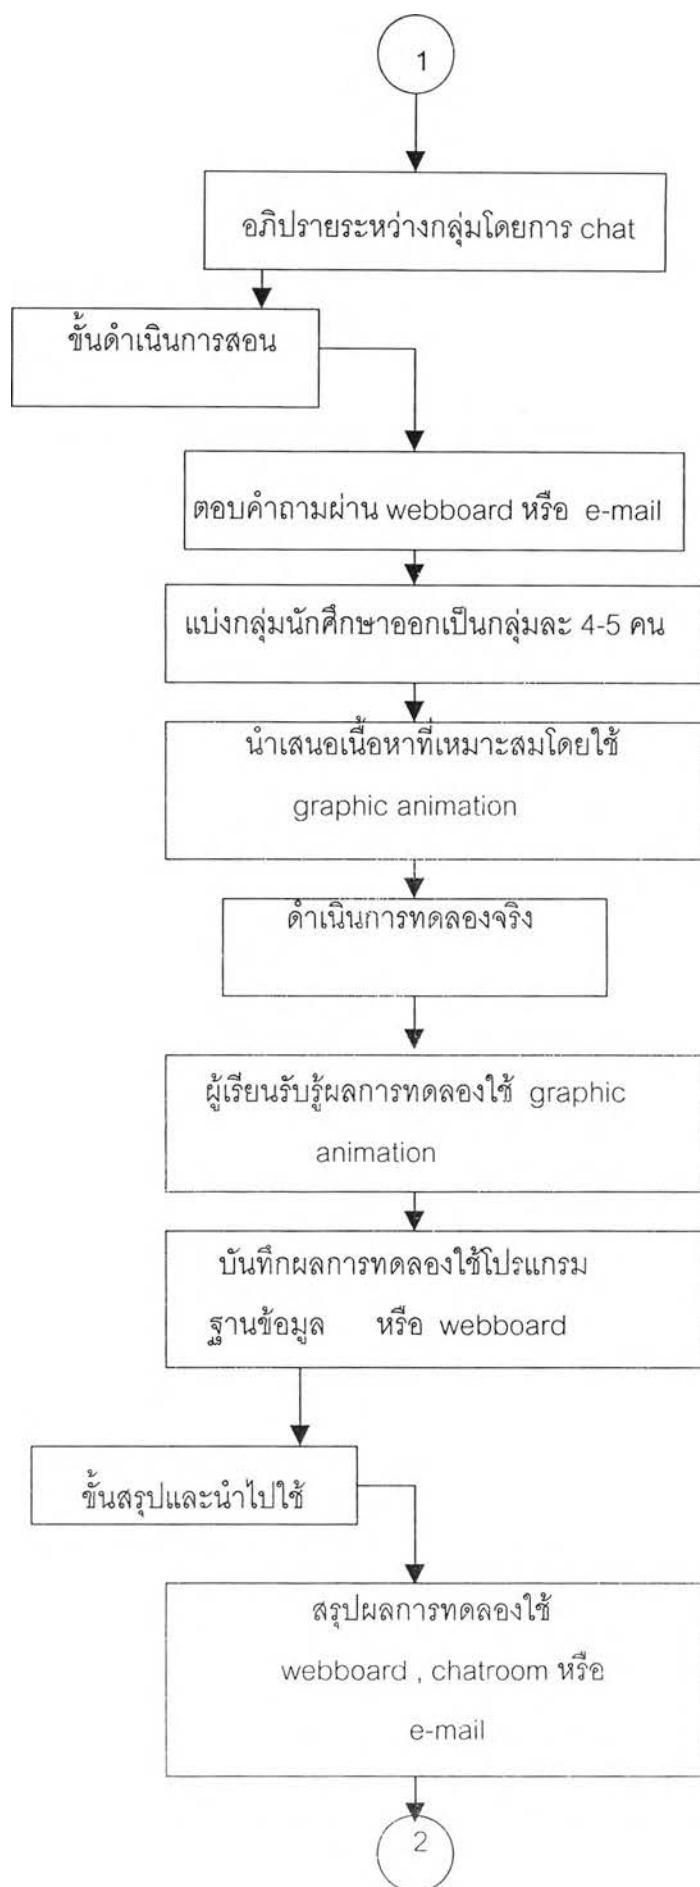 1
อภิปรายระหว่างกลุ่มโดยการ chat
ขั้นดำเนินการสอน
ตอบคำถามผ่าน webboard หรือ e-mail
แบ่งกลุ่มนักศึกษาออกเป็นกลุ่มละ 4-5 คน
นำเสนอเนื้อหาที่เหมาะสมโดยใช้
graphic animation
ดำเนินการทดลองจริง
ผู้เรียนรับรู้ผลการทดลองใช้ graphic
animation
บันทึกผลการทดลองใช้โปรแกรม
ฐานข้อมูล หรือ webboard
ขั้นสรุปและนำไปใช้
สรุปผลการทดลองใช้
webboard , chatroom หรือ
e-mail
2